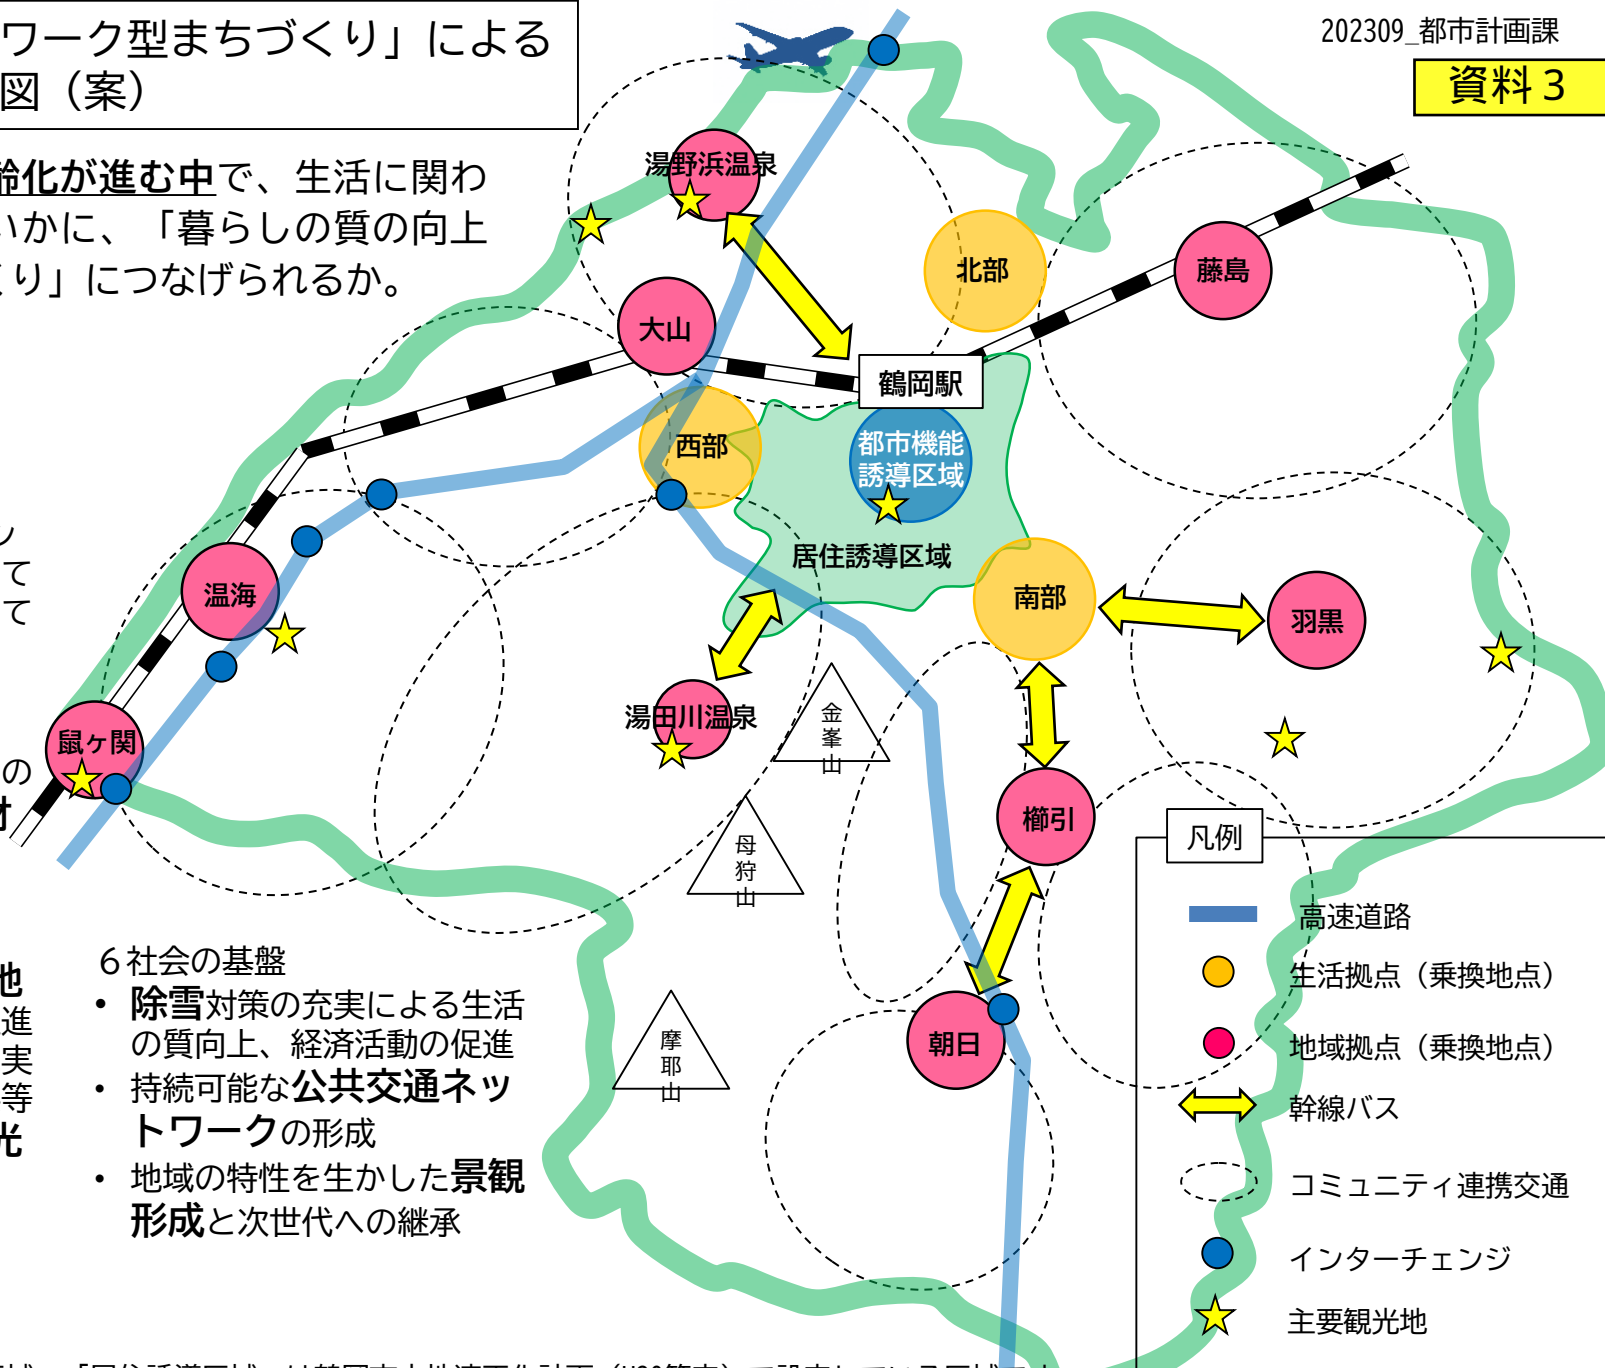 ワーク型まちづくり」による
図（案）
202309_都市計画課
資料３
齢化が進む中で、生活に関わ
いかに、「暮らしの質の向上
くり」につなげられるか。
湯野浜温泉
北部
藤島
大山
鶴岡駅
西部
都市機能
誘導区域
居住誘導区域
温海
南部
羽黒
湯田川温泉
鼠ヶ関
金峯山
母狩山
摩耶山
櫛引
朝日
ン
て
て
の
材
地
進
実
等
光
６社会の基盤
• 除雪対策の充実による生活
の質向上、経済活動の促進
• 持続可能な公共交通ネッ
トワークの形成
• 地域の特性を生かした景観
形成と次世代への継承
凡例
高速道路
生活拠点（乗換地点）
地域拠点（乗換地点）
幹線バス
コミュニティ連携交通
インターチェンジ
主要観光地